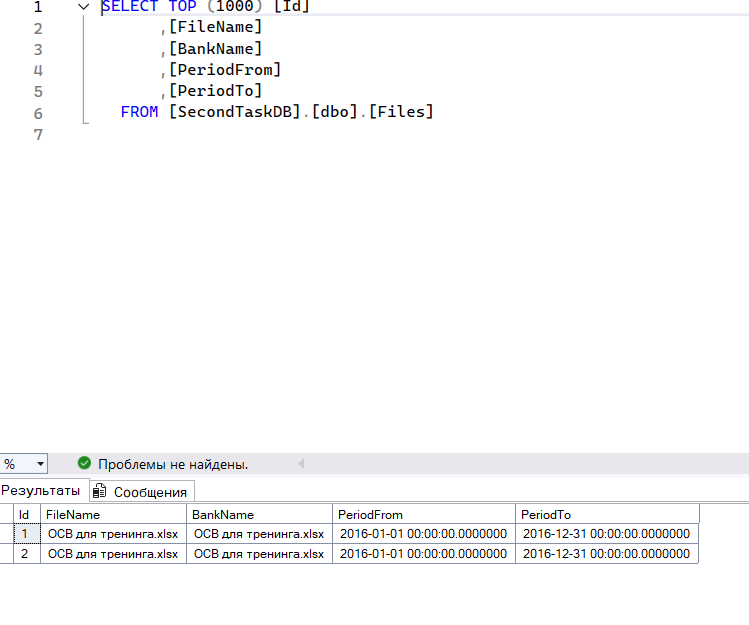 1 SELECT TOP (1000) [Id]
2 ,[FileName]
3 ,[BankName]
4 ,[PeriodFrom]
5 ,[PeriodTo]
6 FROM [SecondTaskDB].[dbo].[Files]
7
% Проблемы не найдены.
Результаты Сообщения
Id FileName BankName PeriodFrom PeriodTo
1 ОСВ для тренинга.xlsx ОСВ для тренинга.xlsx 2016-01-01 00:00:00.0000000 2016-12-31 00:00:00.0000000
2 ОСВ для тренинга.xlsx ОСВ для тренинга.xlsx 2016-01-01 00:00:00.0000000 2016-12-31 00:00:00.0000000